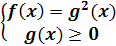 {f(x) = g²(x)
g(x) ≥ 0